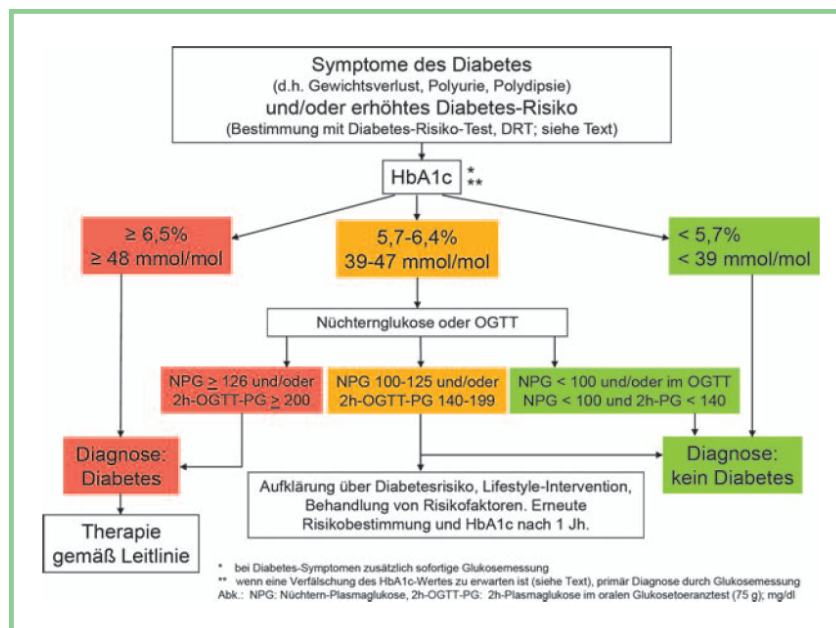 Symptome des Diabetes
(d.h. Gewichtsverlust, Polyurie, Polydipsie)
und/oder erhöhtes Diabetes-Risiko
(Bestimmung mit Diabetes-Risiko-Test, DRT; siehe Text)
HbA1c
*
**
≥ 6,5%
≥ 48 mmol/mol
5,7-6,4%
39-47 mmol/mol
< 5,7%
< 39 mmol/mol
Nüchternglukose oder OGTT
NPG ≥ 126 und/oder
2h-OGTT-PG ≥ 200
NPG 100-125 und/oder
2h-OGTT-PG 140-199
NPG < 100 und/oder im OGTT
NPG < 100 und 2h-PG < 140
Diagnose:
Diabetes
Diagnose:
kein Diabetes
Aufklärung über Diabetesrisiko, Lifestyle-Intervention,
Behandlung von Risikofaktoren. Erneute
Risikobestimmung und HbA1c nach 1 Jh.
Therapie
gemäß Leitlinie
* bei Diabetes-Symptomen zusätzlich sofortige Glukosemessung
** wenn eine Verfälschung des HbA1c-Wertes zu erwarten ist (siehe Text), primär Diagnose durch Glukosemessung
Abk.: NPG: Nüchtern-Plasmaglukose, 2h-OGTT-PG: 2h-Plasmaglukose im oralen Glukosetoeranztest (75 g); mg/dl